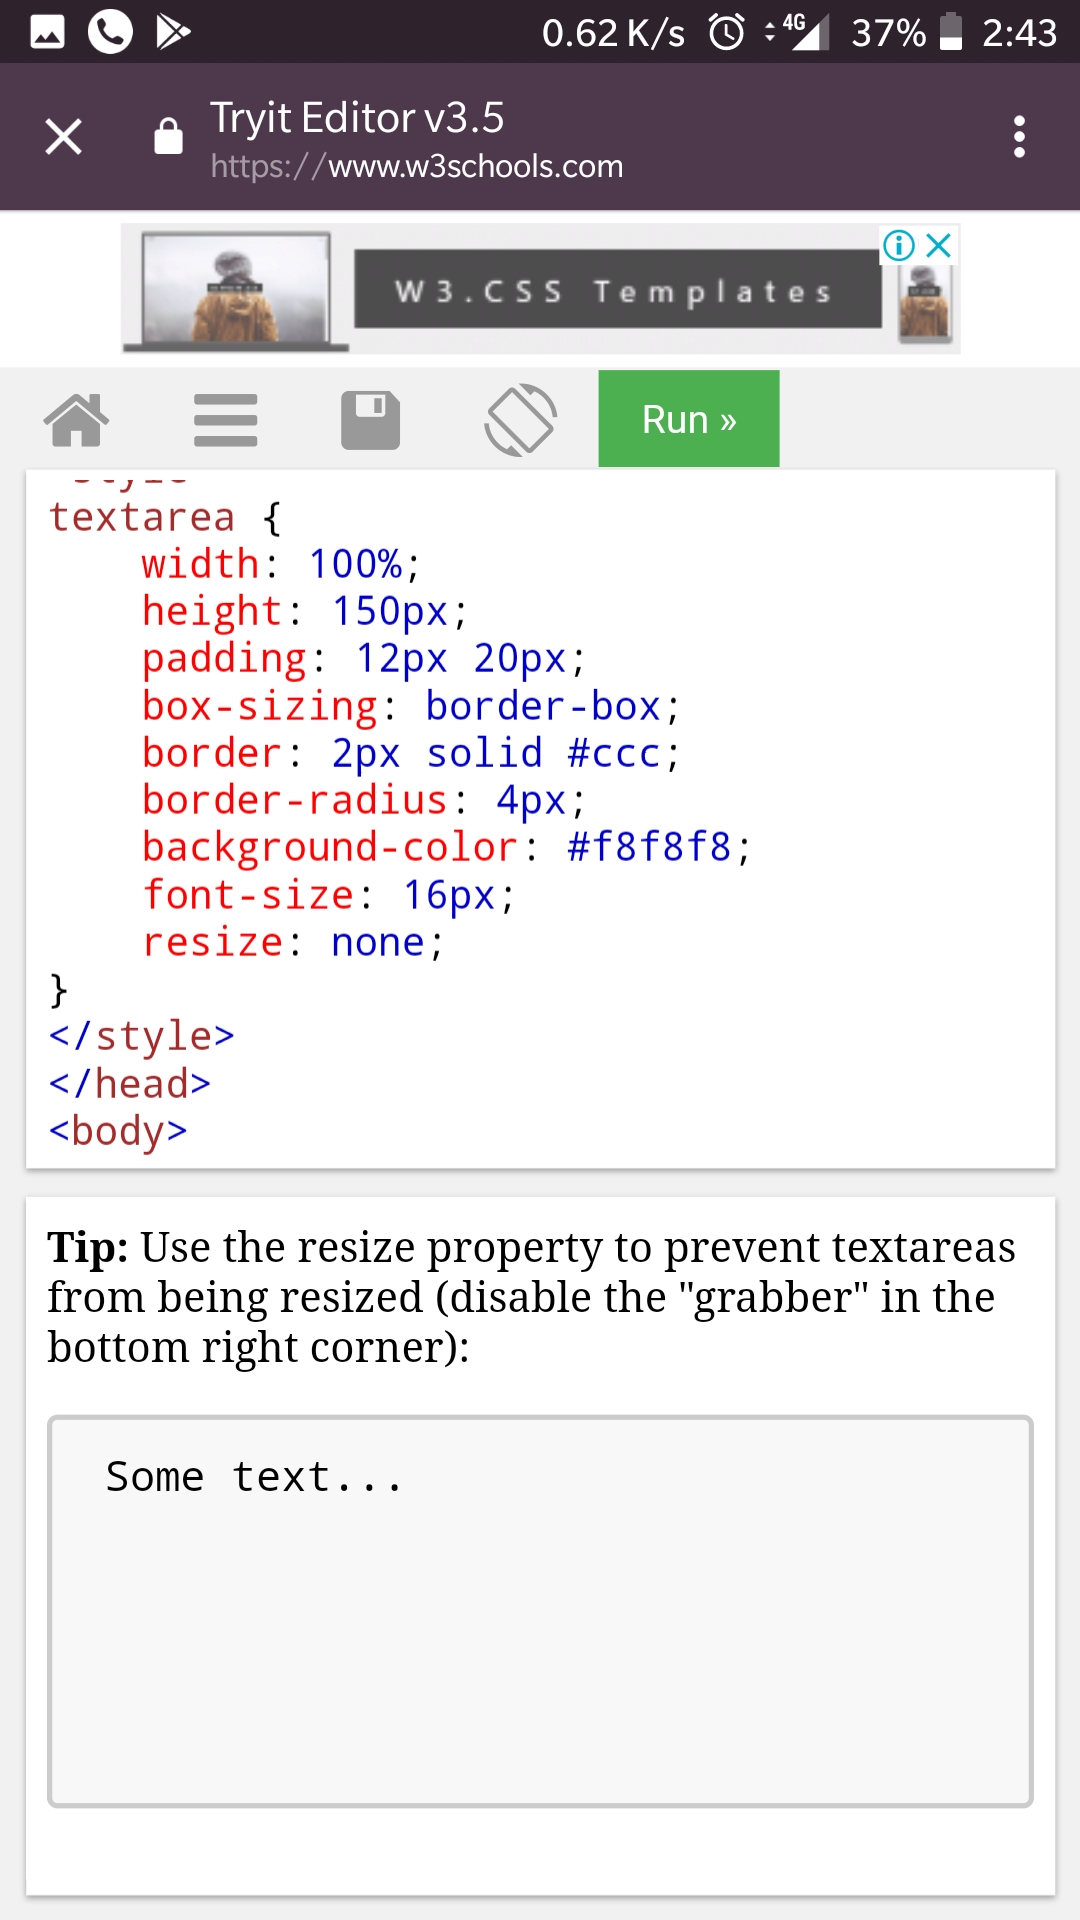 0.62 K/s 4G 37% 2:43
Tryit Editor v3.5
https://www.w3schools.com
W3.CSS Templates
Run »
textarea {
width: 100%;
height: 150px;
padding: 12px 20px;
box-sizing: border-box;
border: 2px solid #ccc;
border-radius: 4px;
background-color: #f8f8f8;
font-size: 16px;
resize: none;
}
</style>
</head>
<body>
Tip: Use the resize property to prevent textareas
from being resized (disable the "grabber" in the
bottom right corner):
Some text...